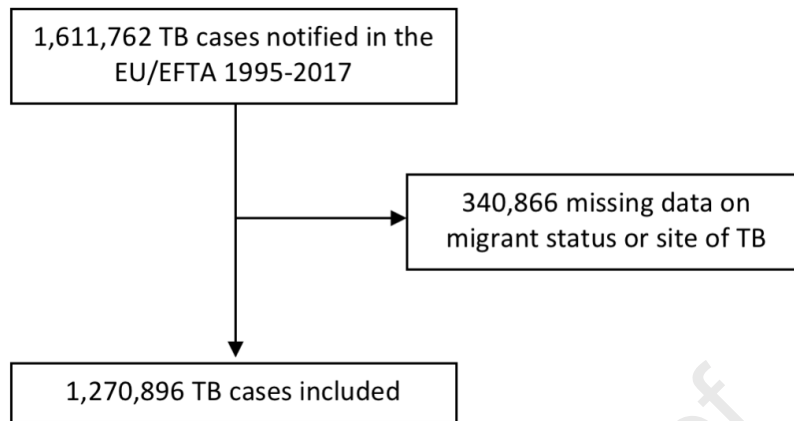 1,611,762 TB cases notified in the
EU/EFTA 1995-2017
340,866 missing data on
migrant status or site of TB
1,270,896 TB cases included